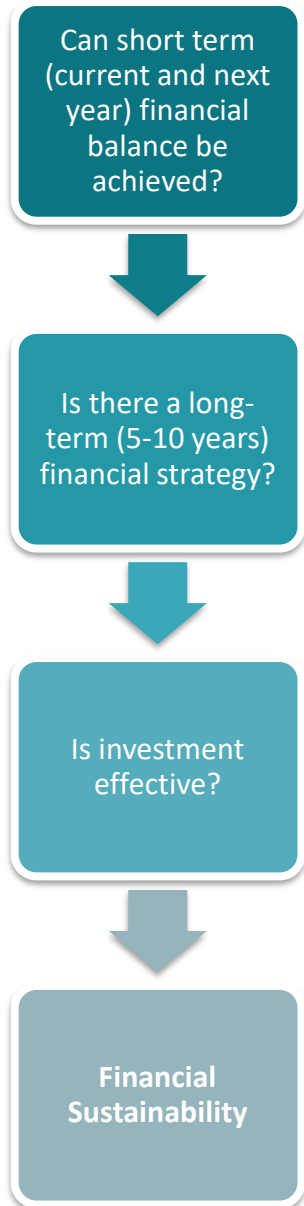 Can short term
(current and next
year) financial
balance be
achieved?
Is there a long-
term (5-10 years)
financial strategy?
Is investment
effective?
Financial
Sustainability